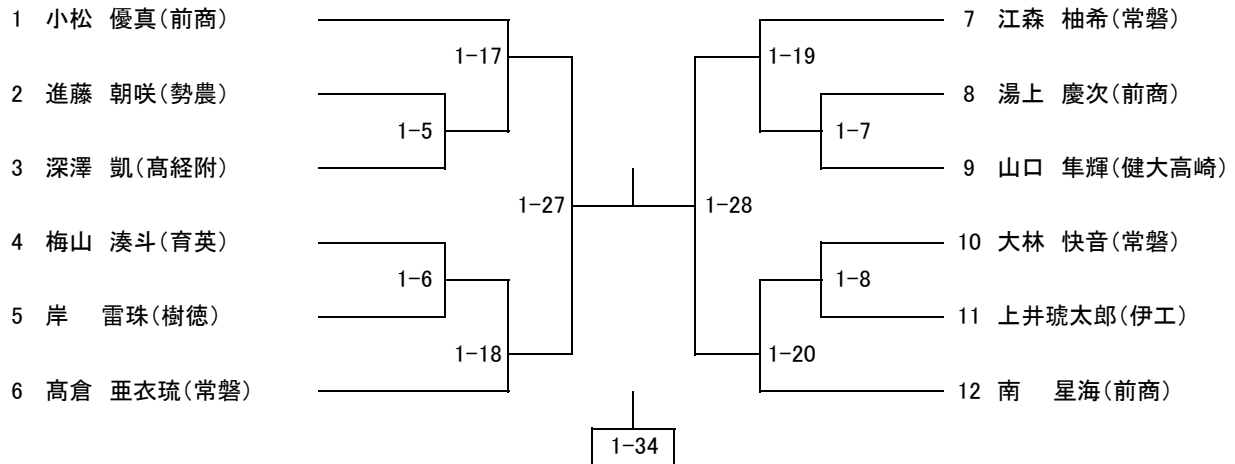 1 小松 優真(前商)
2 進藤 朝咲(勢農)
3 深澤 凱(髙経附)
4 梅山 湊斗(育英)
5 岸 雷珠(樹徳)
6 髙倉 亜衣琉(常磐)
1-17
1-5
1-6
1-18
1-27
1-28
1-19
1-7
1-8
1-20
7 江森 柚希(常磐)
8 湯上 慶次(前商)
9 山口 隼輝(健大高崎)
10 大林 快音(常磐)
11 上井琥太郎(伊工)
12 南 星海(前商)
1-34